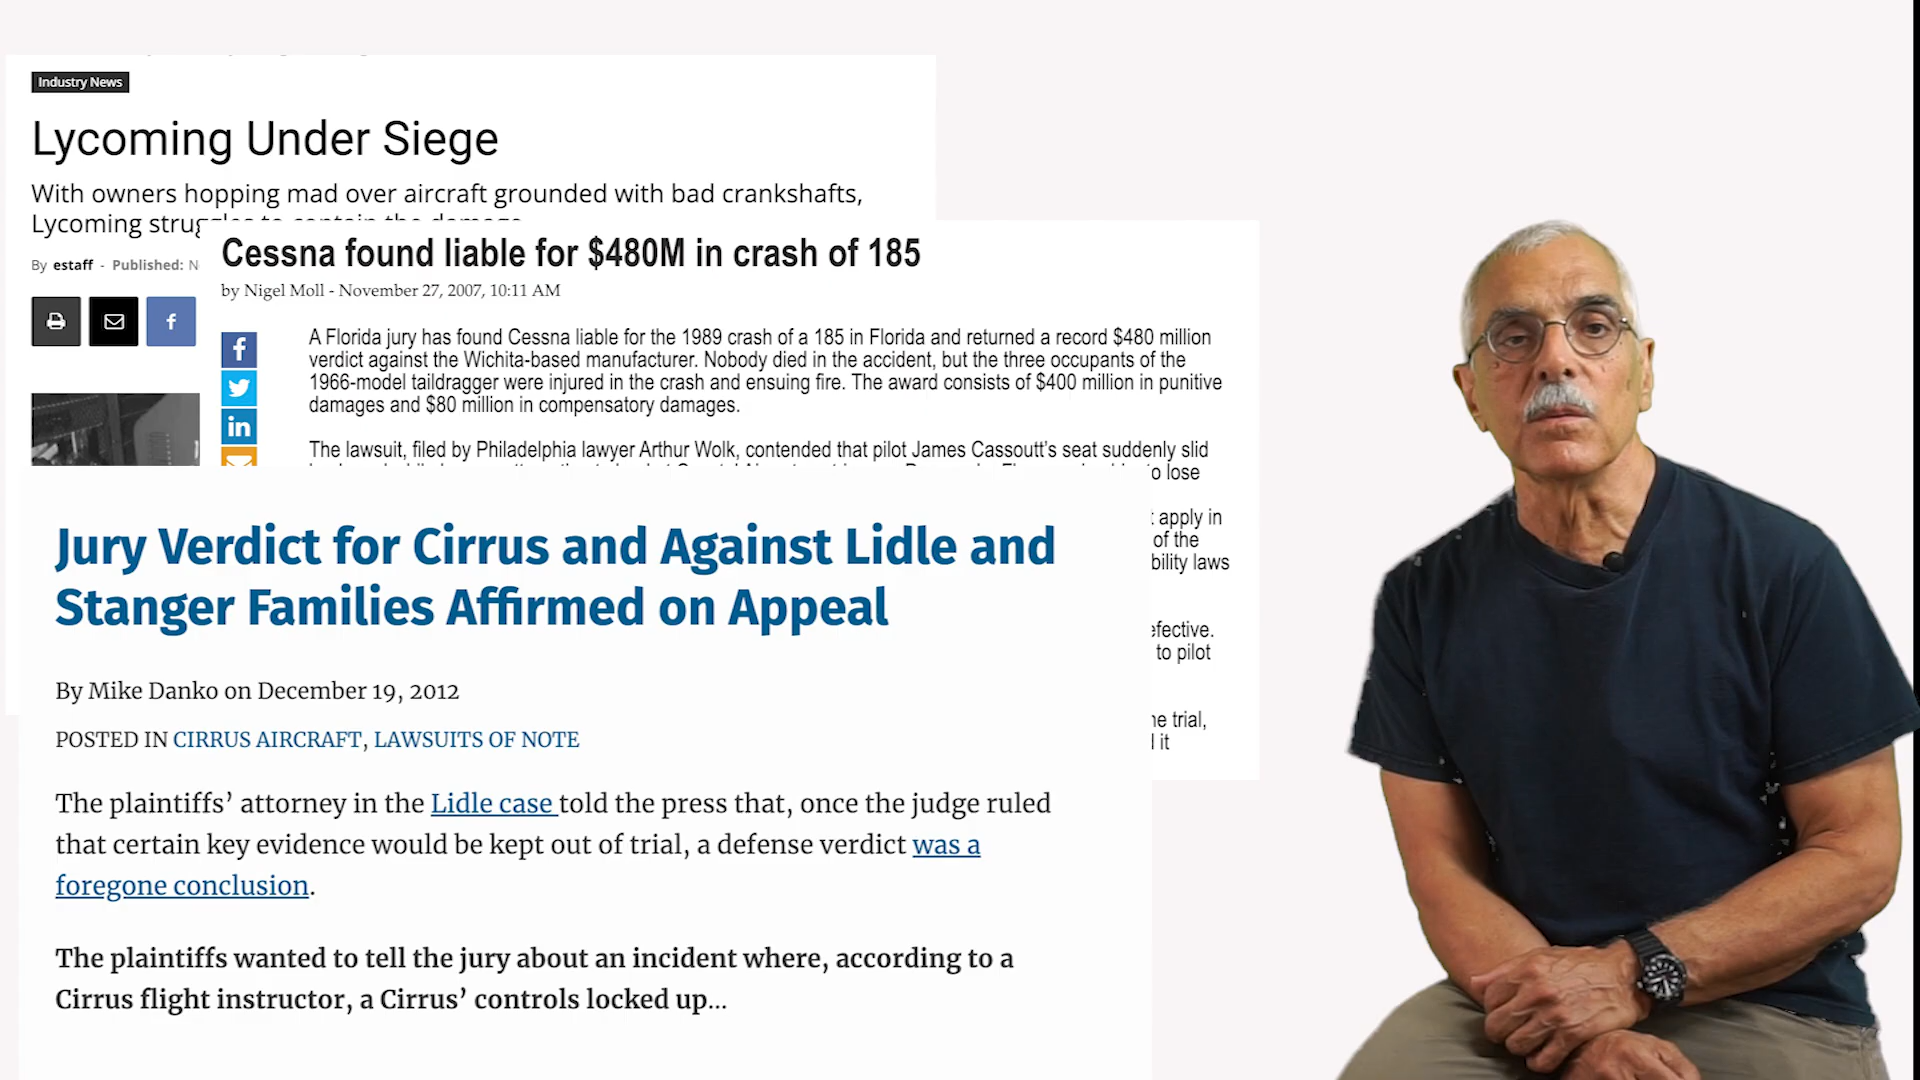 Industry News
Lycoming Under Siege
With owners hopping mad over aircraft grounded with bad crankshafts,
Lycoming
By estaff - Published:
Cessna found liable for $480M in crash of 185
by Nigel Moll - November 27, 2007, 10:11 AM
A Florida jury has found Cessna liable for the 1989 crash of a 185 in Florida and returned a record $480 million
verdict against the Wichita-based manufacturer. Nobody died in the accident, but the three occupants of the
1966-model taildragger were injured in the crash and ensuing fire. The award consists of $400 million in punitive
damages and $80 million in compensatory damages.
The lawsuit, filed by Philadelphia lawyer Arthur Wolk, contended that pilot James Cassoutt's seat suddenly slid
lose
apply in
of the
laws
to pilot
trial,
it
Jury Verdict for Cirrus and Against Lidle and
Stanger Families Affirmed on Appeal
By Mike Danko on December 19, 2012
POSTED IN CIRRUS AIRCRAFT, LAWSUITS OF NOTE
The plaintiffs' attorney in the Lidle case told the press that, once the judge ruled
that certain key evidence would be kept out of trial, a defense verdict was a
foregone conclusion.
The plaintiffs wanted to tell the jury about an incident where, according to a
Cirrus flight instructor, a Cirrus' controls locked up...